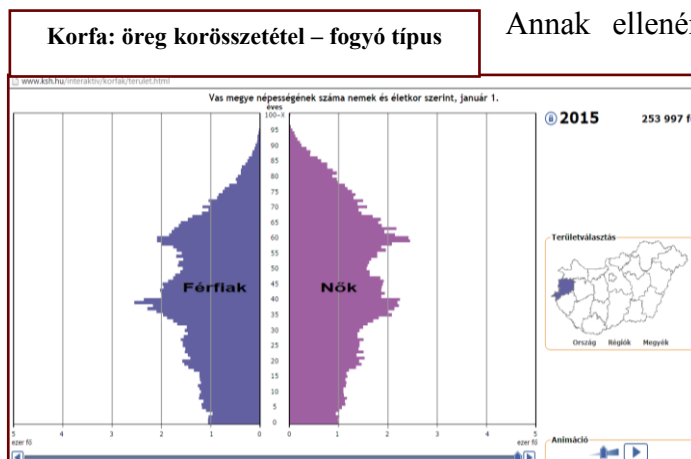 Korfa: öreg korösszetétel – fogyó típus
Annak ellenér
www.ksh.hu/interaktiv/korfak/terulet.html
Vas megye népességének száma nemek és életkor szerint, január 1.
éves
100-X
95
90
85
80
75
70
65
60
55
50
45
40
35
30
25
20
15
10
5
0
Férfiak
Nők
5 4 3 2 1 0 0 1 2 3 4 5
ezer fő ezer fő
2015 253 997 f
Területválasztás
Ország Régiók Megyék
Animáció